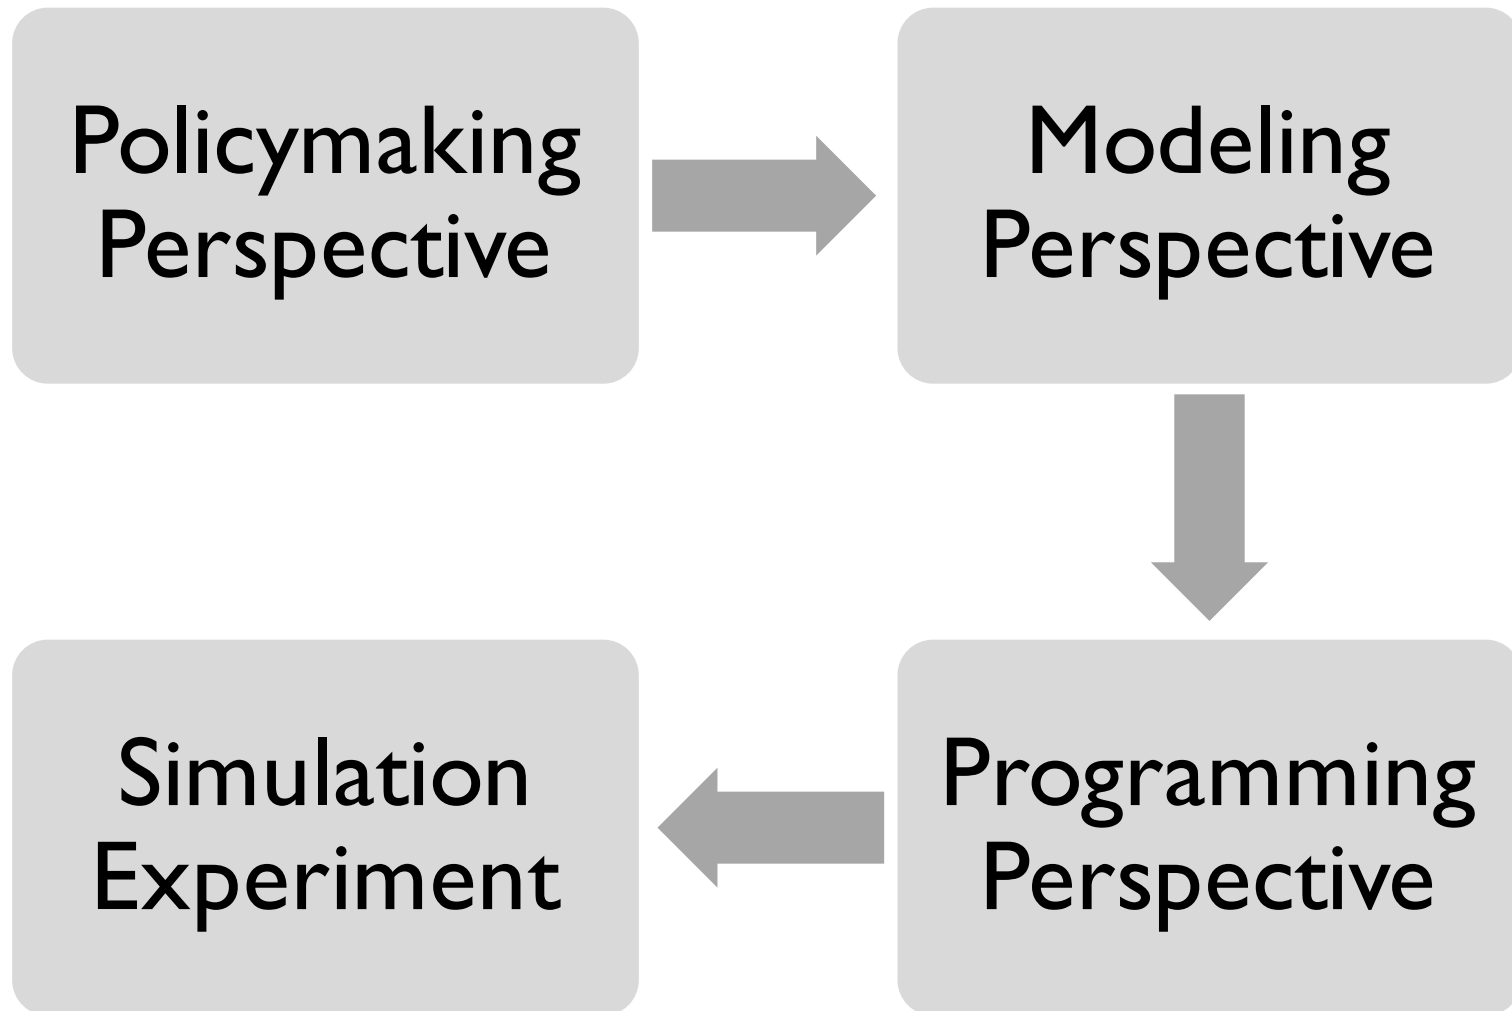 Policymaking
Perspective
Modeling
Perspective
Programming
Perspective
Simulation
Experiment